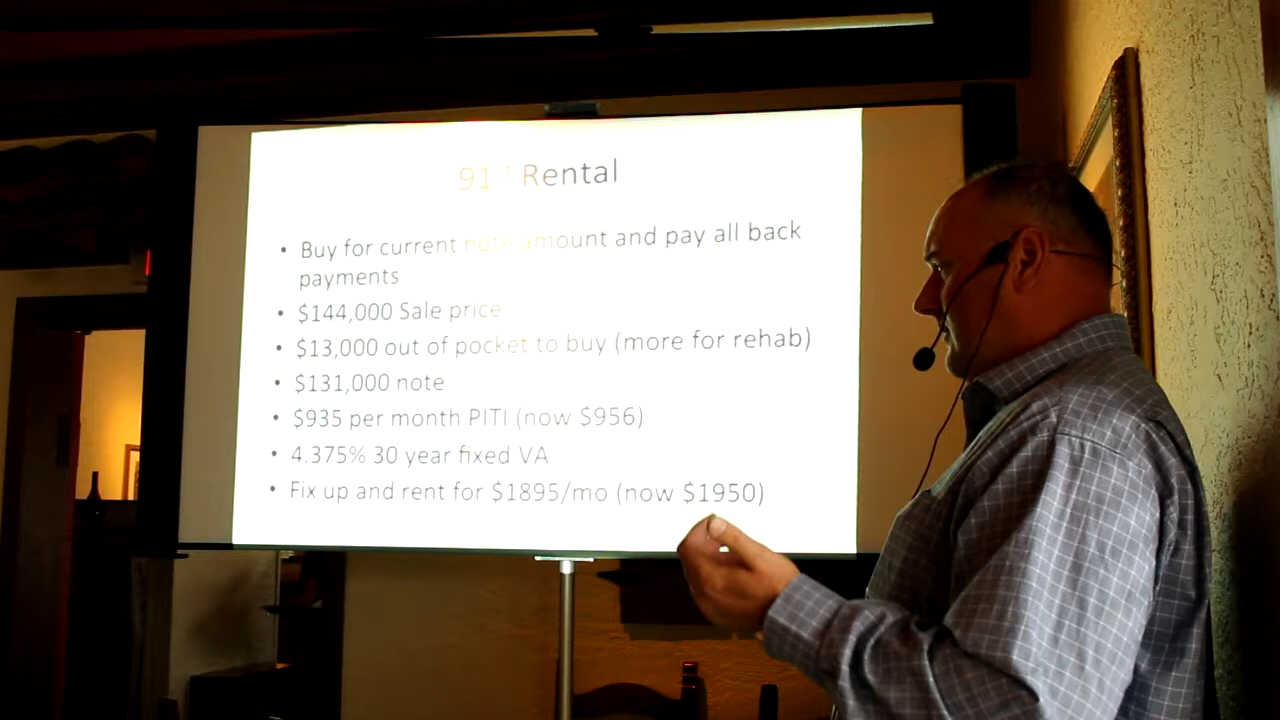 91st Rental
• Buy for current note amount and pay all back
payments
• $144,000 Sale price
• $13,000 out of pocket to buy (more for rehab)
• $131,000 note
• $935 per month PITI (now $956)
• 4.375% 30 year fixed VA
• Fix up and rent for $1895/mo (now $1950)